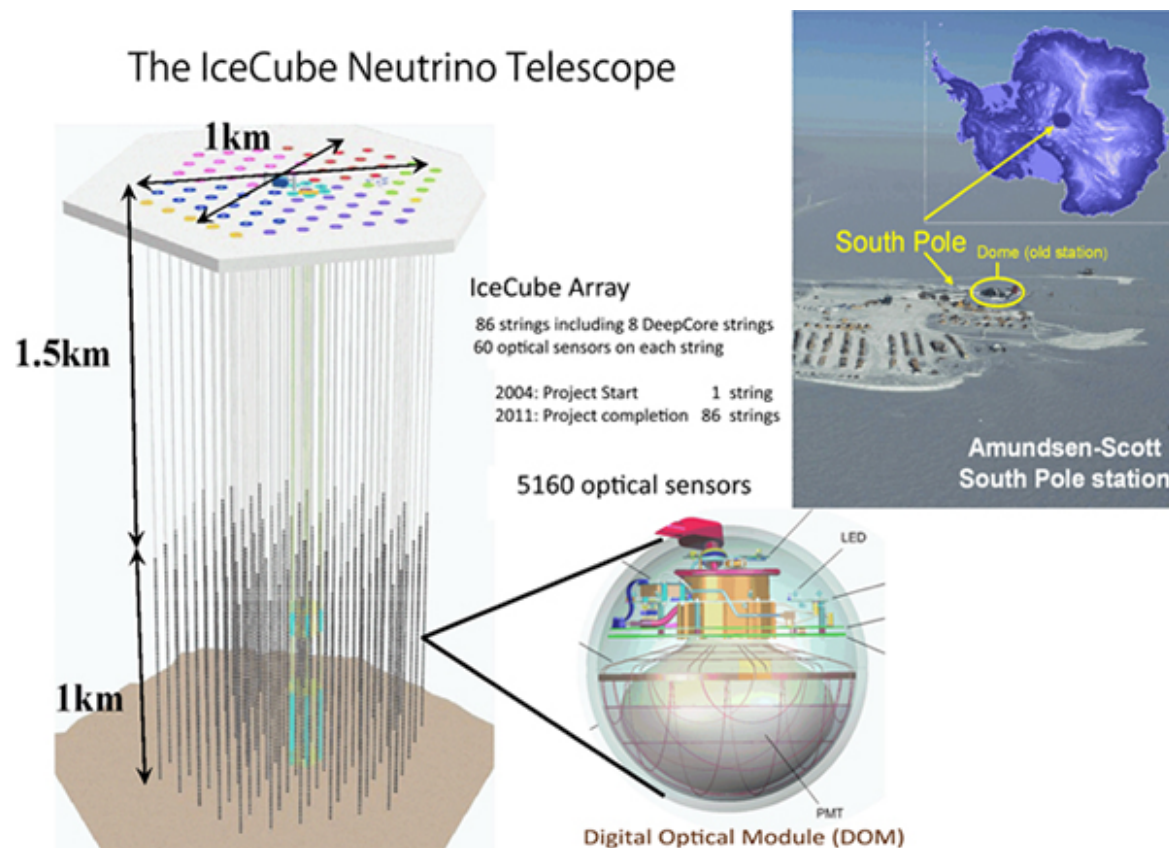 The IceCube Neutrino Telescope
1km
1.5km
1km
IceCube Array
86 strings including 8 DeepCore strings
60 optical sensors on each string
2004: Project Start 1 string
2011: Project completion 86 strings
5160 optical sensors
South Pole
Dome (old station)
Amundsen-Scott
South Pole station
LED
PMT
Digital Optical Module (DOM)